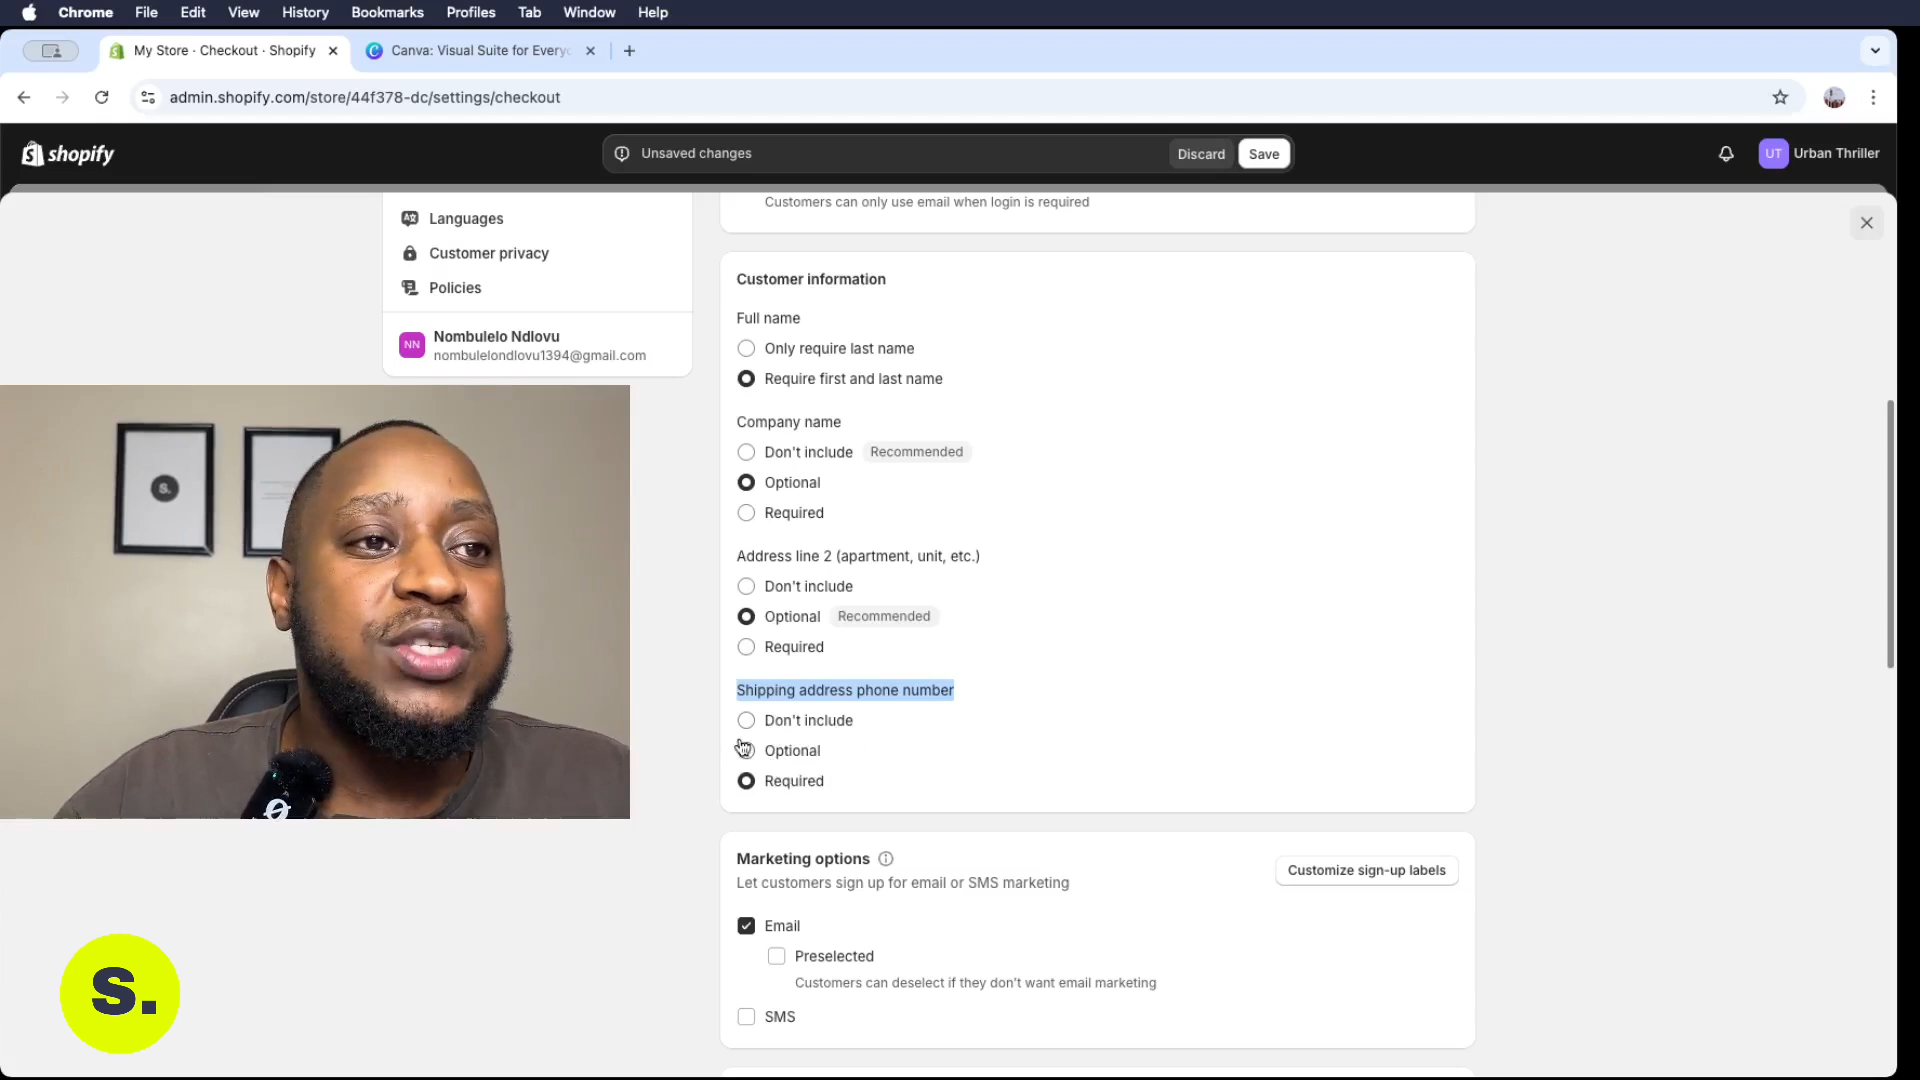 Chrome File Edit View History Bookmarks Profiles Tab Window Help
My Store · Checkout · Shopify
Canva: Visual Suite for Every
admin.shopify.com/store/44f378-dc/settings/checkout
shopify
Unsaved changes
Discard
Save
UT
Urban Thriller
Languages
Customer privacy
Policies
NN
Nombulelo Ndlovu
nombulelondlovu1394@gmail.com
Customers can only use email when login is required
Customer information
Full name
Only require last name
Require first and last name
Company name
Don't include Recommended
Optional
Required
Address line 2 (apartment, unit, etc.)
Don't include
Optional Recommended
Required
Shipping address phone number
Don't include
Optional
Required
Marketing options
Let customers sign up for email or SMS marketing
Customize sign-up labels
Email
Preselected
Customers can deselect if they don't want email marketing
SMS
s.
s.